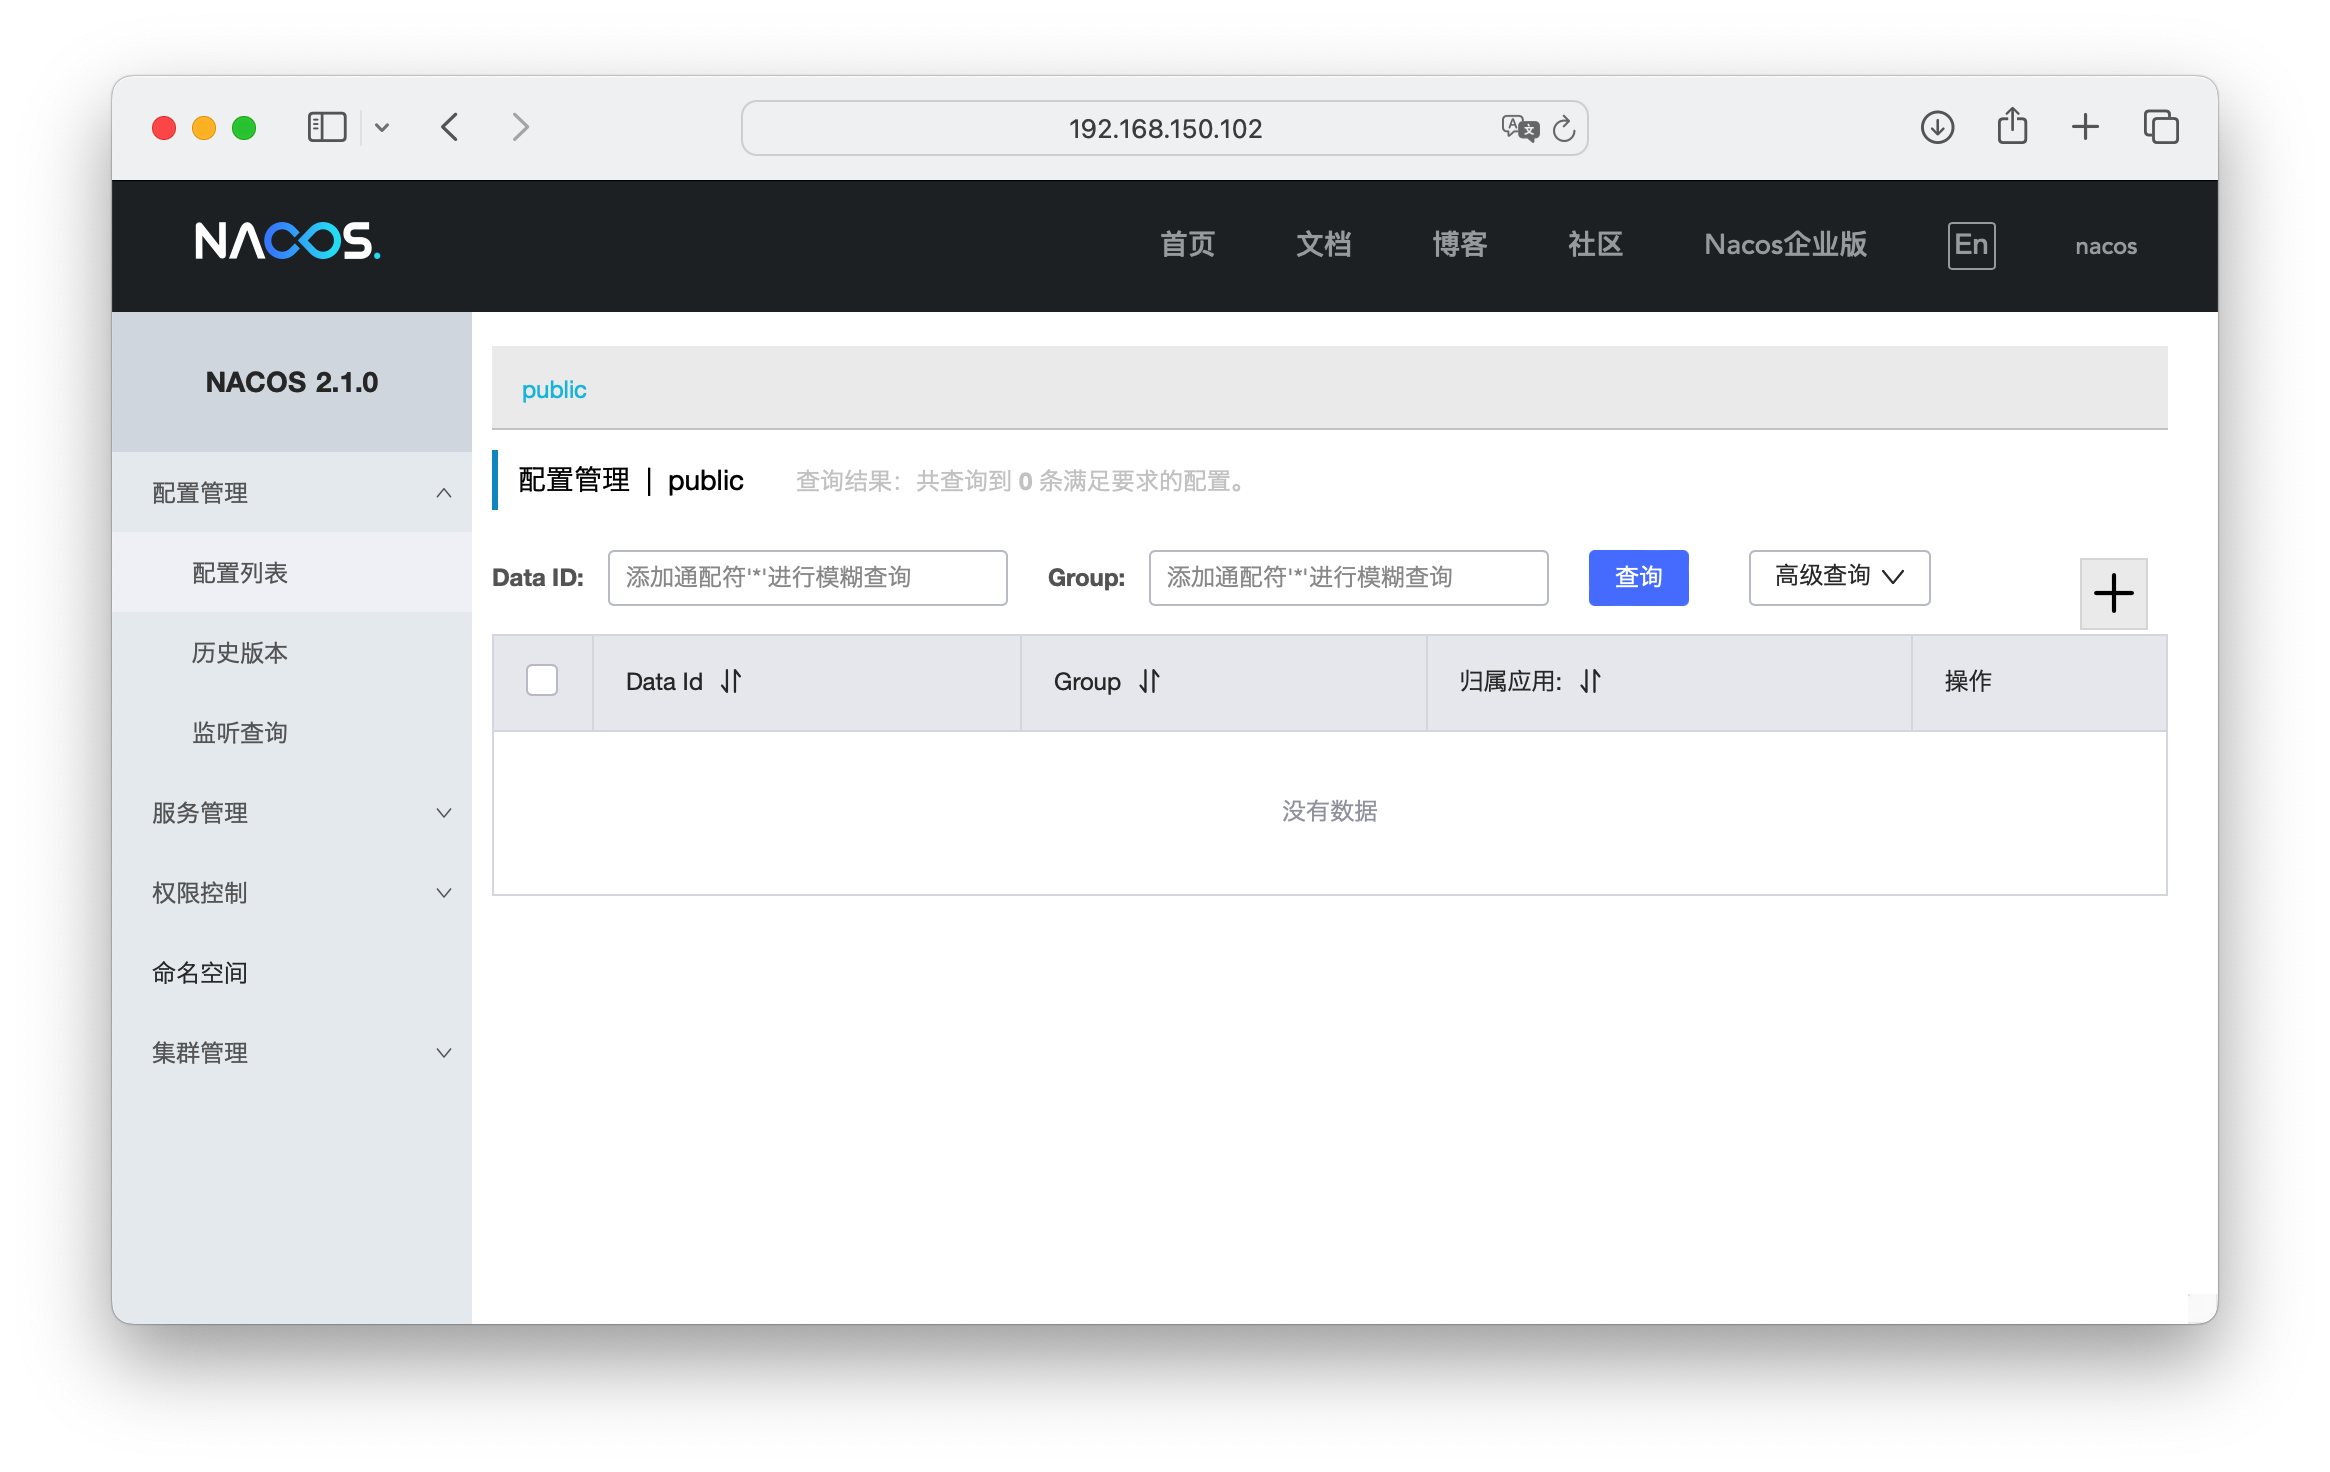 192.168.150.102
NACOS.
首页 文档 博客 社区 Nacos企业版 En nacos
NACOS 2.1.0
配置管理
配置列表
历史版本
监听查询
服务管理
权限控制
命名空间
集群管理
public
配置管理 | public 查询结果：共查询到 0 条满足要求的配置。
Data ID: 添加通配符'*'进行模糊查询 Group: 添加通配符'*'进行模糊查询 查询 高级查询
Data Id Group 归属应用: 操作
没有数据